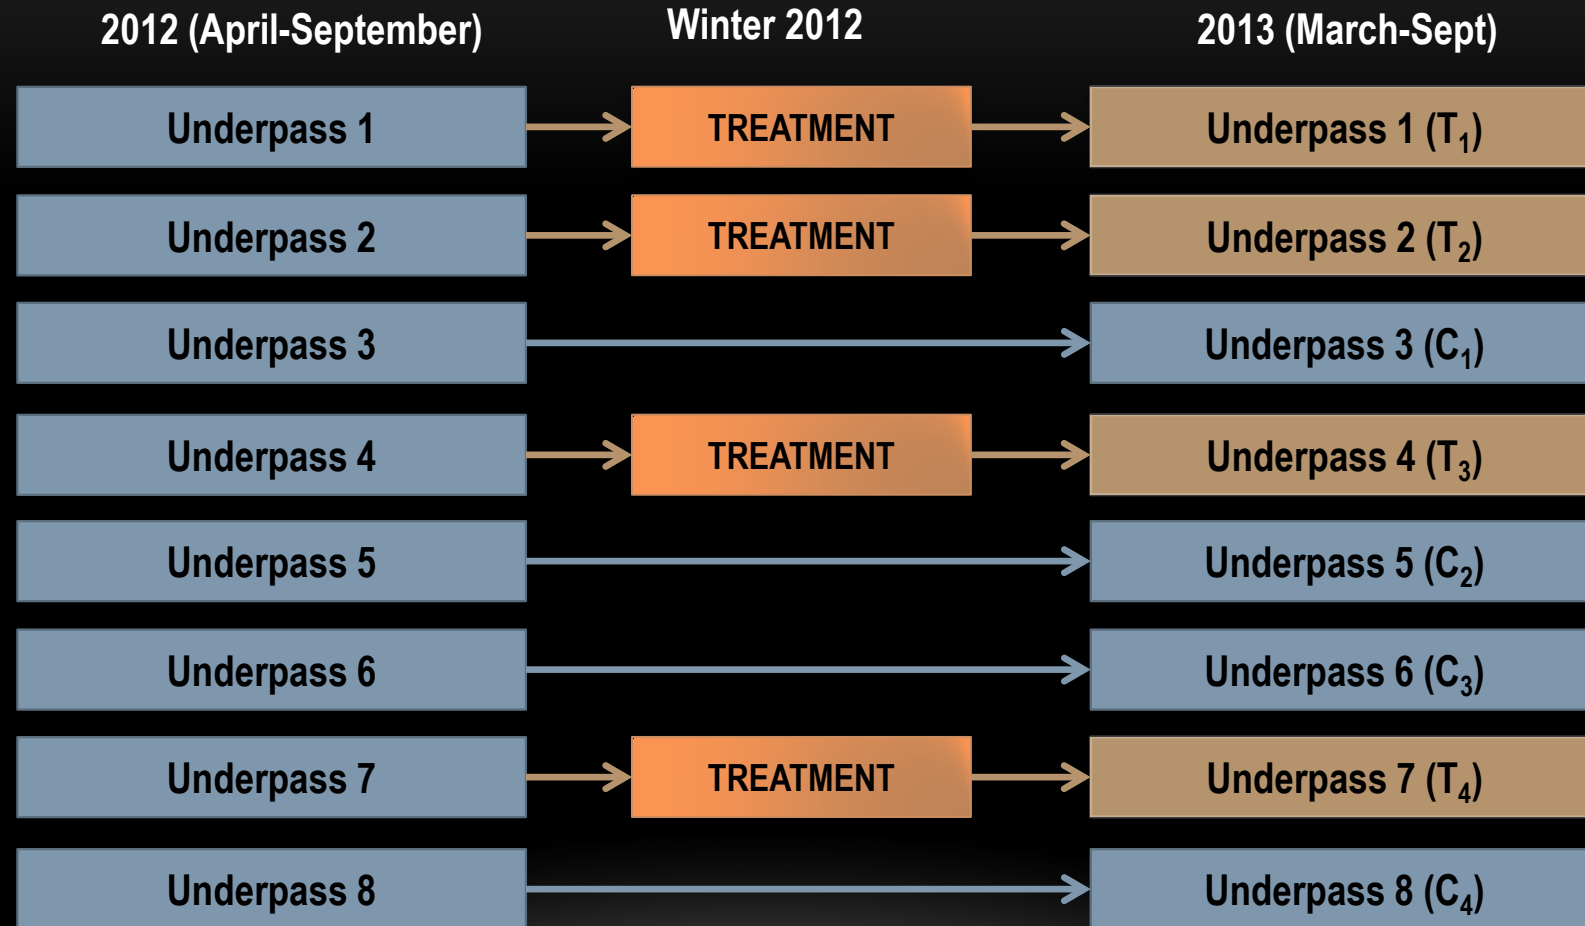 2012 (April-September)
Winter 2012
2013 (March-Sept)
Underpass 1
TREATMENT
Underpass 1 (T₁)
Underpass 2
TREATMENT
Underpass 2 (T₂)
Underpass 3
Underpass 3 (C₁)
Underpass 4
TREATMENT
Underpass 4 (T₃)
Underpass 5
Underpass 5 (C₂)
Underpass 6
Underpass 6 (C₃)
Underpass 7
TREATMENT
Underpass 7 (T₄)
Underpass 8
Underpass 8 (C₄)